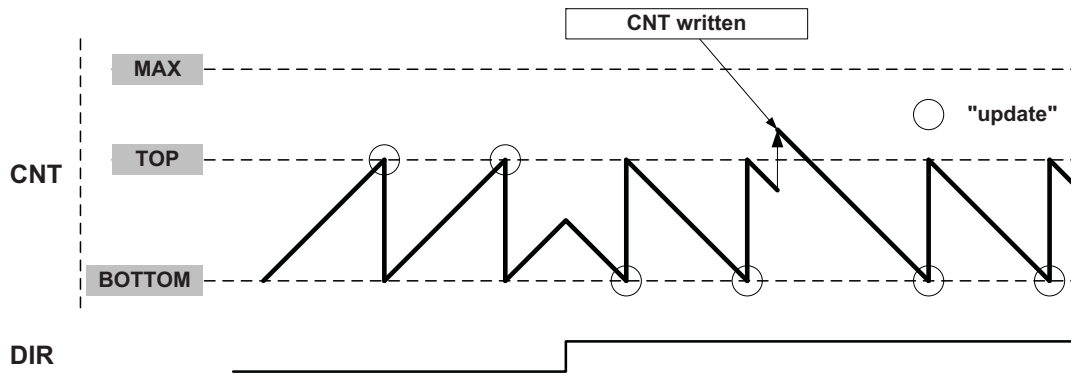 CNT written
MAX
"update"
TOP
CNT
BOTTOM
DIR